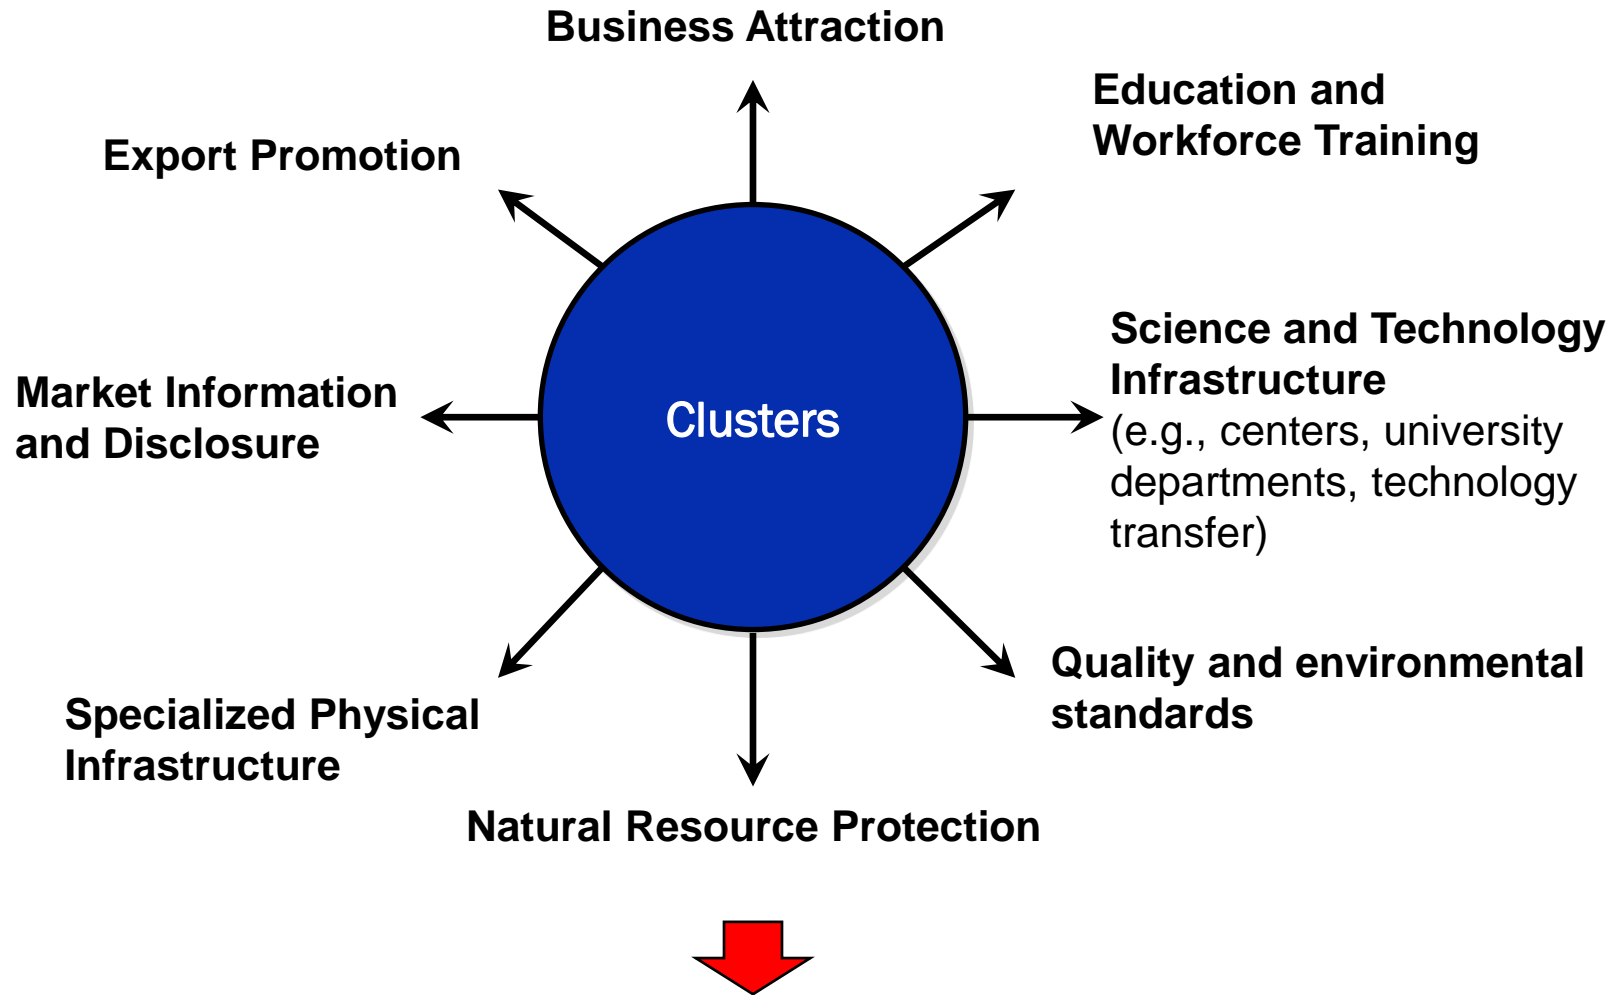 Business Attraction
Education and
Workforce Training
Export Promotion
Science and Technology
Infrastructure
(e.g., centers, university
departments, technology
transfer)
Market Information
and Disclosure
Clusters
Quality and environmental
standards
Specialized Physical
Infrastructure
Natural Resource Protection